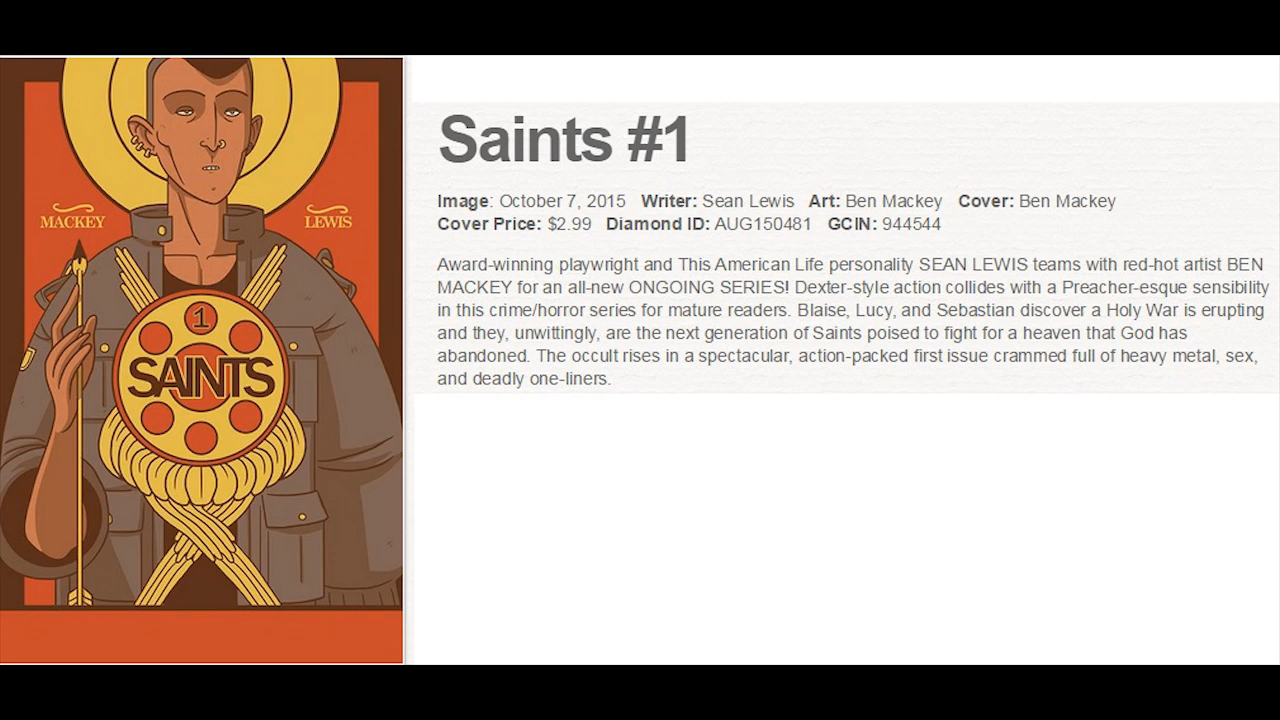 MACKEY
LEWIS
1
SAINTS
Saints #1
Image: October 7, 2015 Writer: Sean Lewis Art: Ben Mackey Cover: Ben Mackey
Cover Price: $2.99 Diamond ID: AUG150481 GCIN: 944544
Award-winning playwright and This American Life personality SEAN LEWIS teams with red-hot artist BEN
MACKEY for an all-new ONGOING SERIES! Dexter-style action collides with a Preacher-esque sensibility
in this crime/horror series for mature readers. Blaise, Lucy, and Sebastian discover a Holy War is erupting
and they, unwittingly, are the next generation of Saints poised to fight for a heaven that God has
abandoned. The occult rises in a spectacular, action-packed first issue crammed full of heavy metal, sex,
and deadly one-liners.